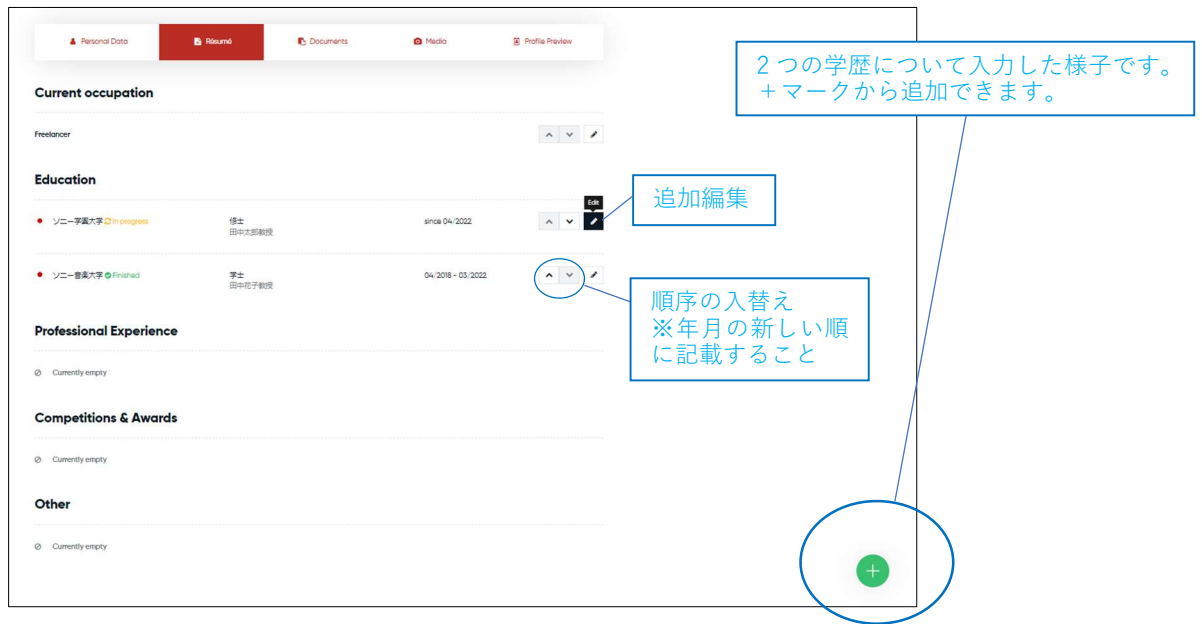 Personal Data Résumé Documents Media Profile Preview
２つの学歴について入力した様子です。
＋マークから追加できます。
Current occupation
Freelancer
Education
Edit
追加編集
ソニー学園大学 In progress 修士 since 04/2022
田中太郎教授
ソニー音楽大学 Finished 学士 04/2018 - 03/2022
田中花子教授
順序の入替え
※年月の新しい順
に記載すること
Professional Experience
Currently empty
Competitions & Awards
Currently empty
Other
Currently empty